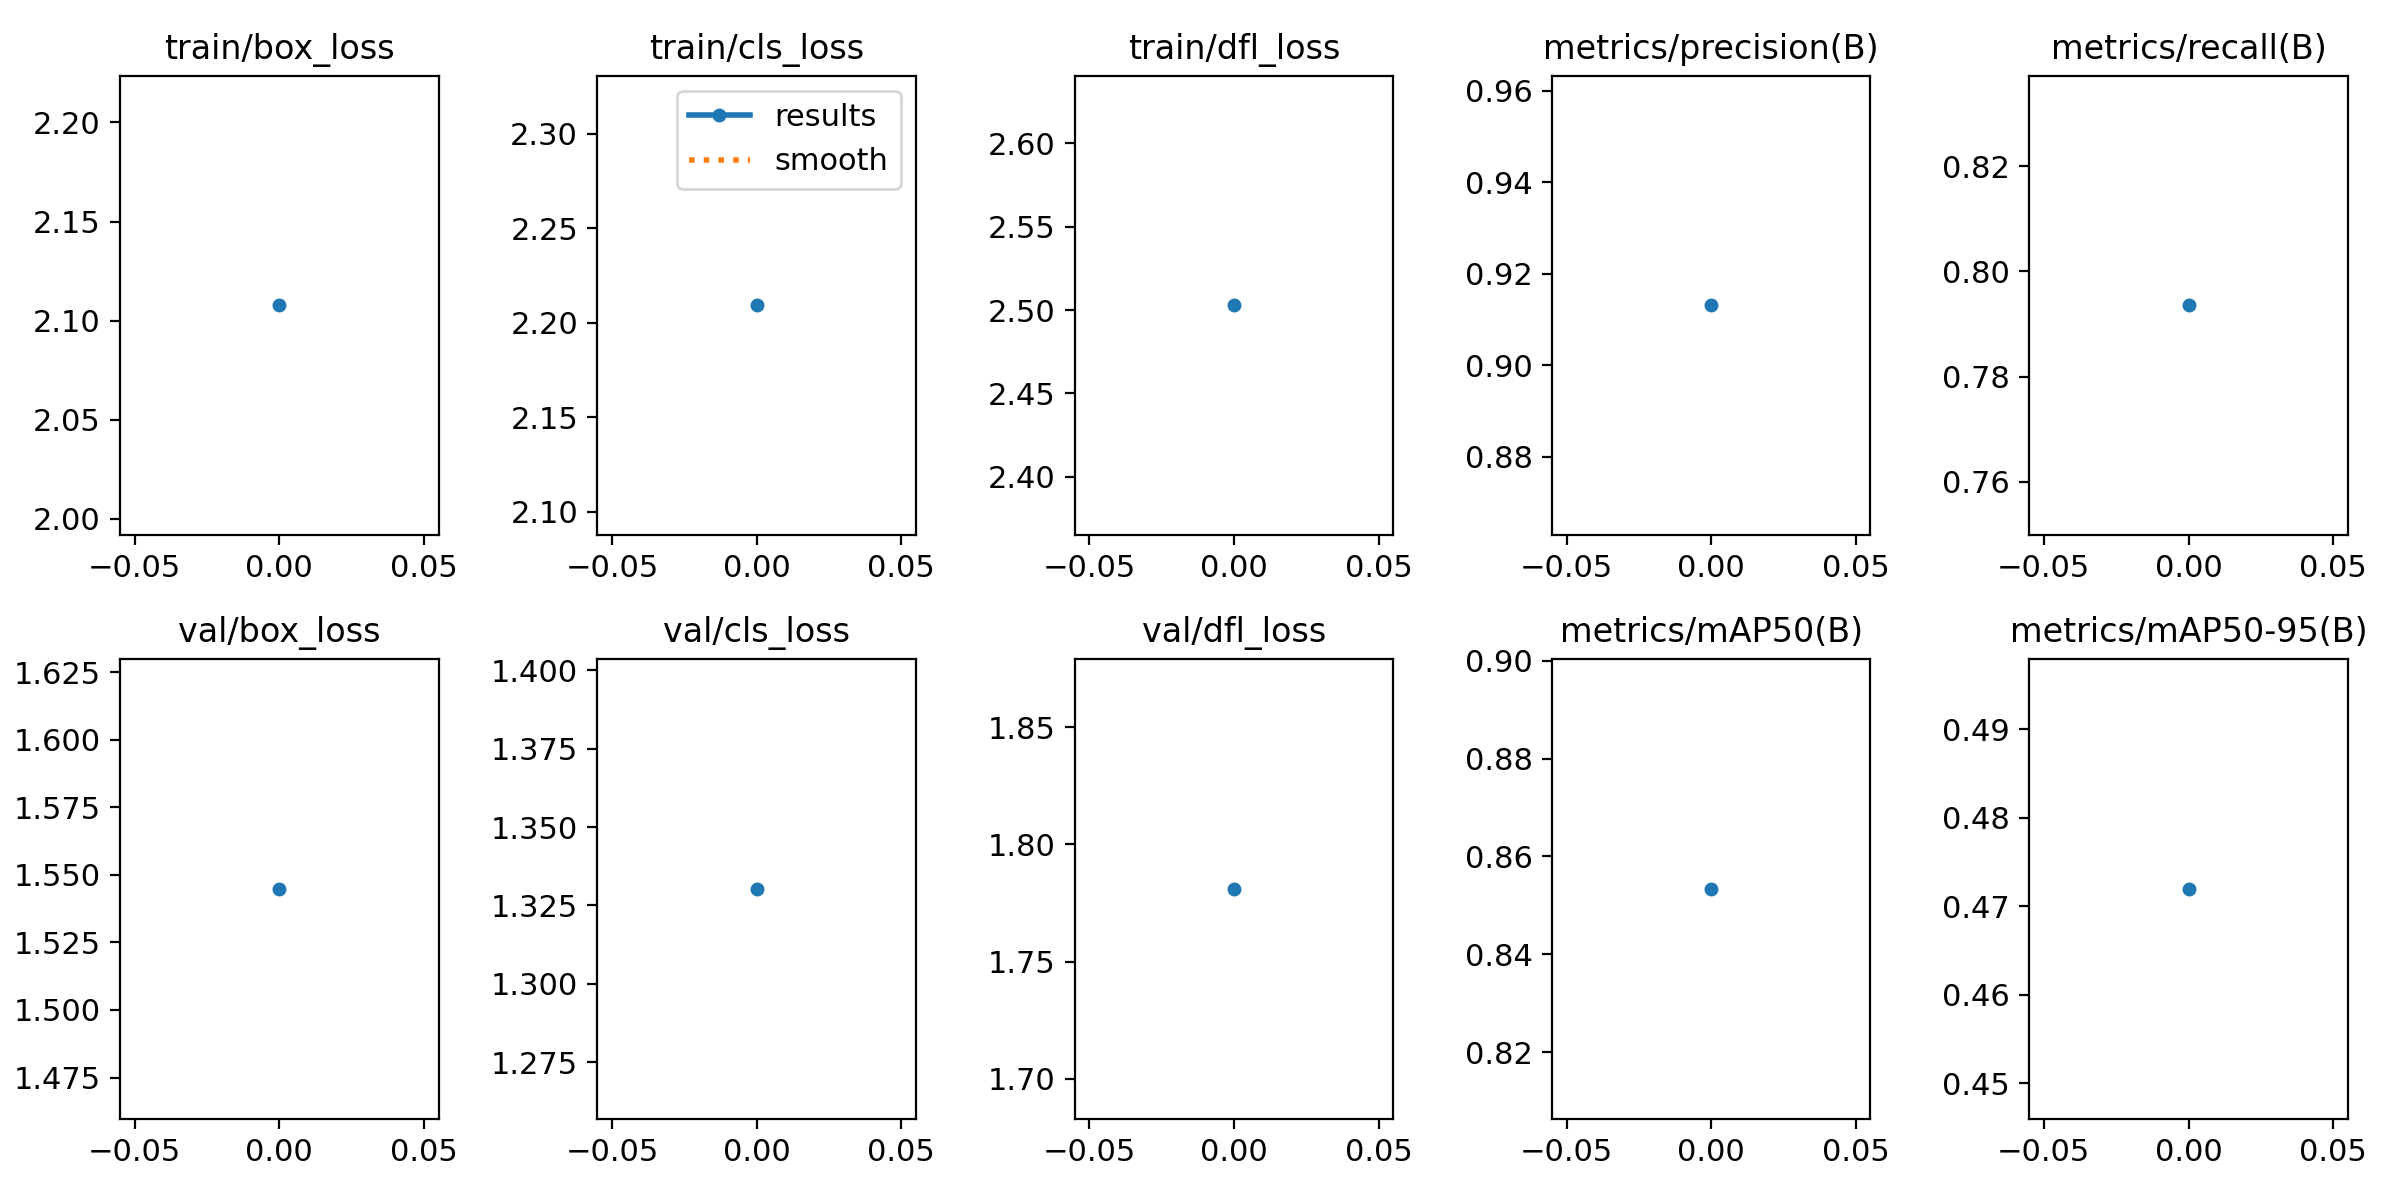 train/box_loss
2.20
2.15
2.10
2.05
2.00
−0.05 0.00 0.05
train/cls_loss
results
smooth
2.30
2.25
2.20
2.15
2.10
−0.05 0.00 0.05
train/dfl_loss
2.60
2.55
2.50
2.45
2.40
−0.05 0.00 0.05
metrics/precision(B)
0.96
0.94
0.92
0.90
0.88
−0.05 0.00 0.05
metrics/recall(B)
0.82
0.80
0.78
0.76
−0.05 0.00 0.05
val/box_loss
1.625
1.600
1.575
1.550
1.525
1.500
1.475
−0.05 0.00 0.05
val/cls_loss
1.400
1.375
1.350
1.325
1.300
1.275
−0.05 0.00 0.05
val/dfl_loss
1.85
1.80
1.75
1.70
−0.05 0.00 0.05
metrics/mAP50(B)
0.90
0.88
0.86
0.84
0.82
−0.05 0.00 0.05
metrics/mAP50-95(B)
0.49
0.48
0.47
0.46
0.45
−0.05 0.00 0.05